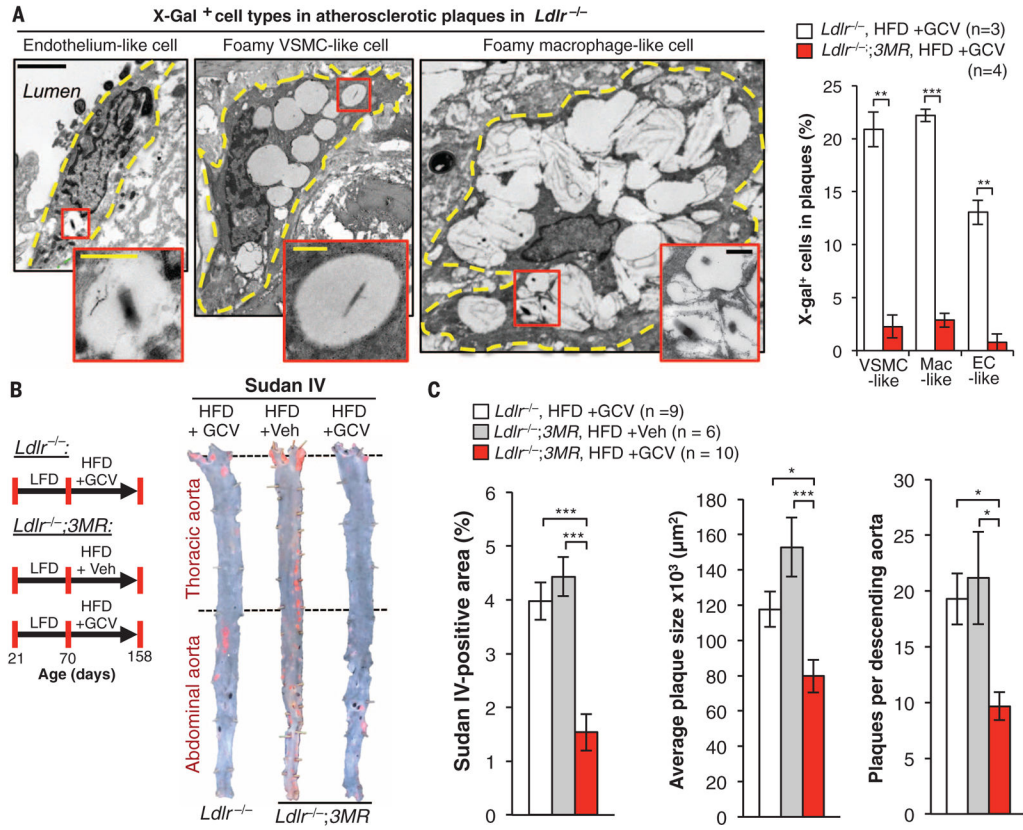 A
X-Gal + cell types in atherosclerotic plaques in Ldlr –/–
Endothelium-like cell
Foamy VSMC-like cell
Foamy macrophage-like cell
Lumen
Ldlr–/–, HFD +GCV (n=3)
Ldlr–/–;3MR, HFD +GCV
(n=4)
X-gal+ cells in plaques (%)
25
20
15
10
5
0
**
***
**
VSMC
-like
Mac
-like
EC
-like
B
Ldlr–/–:
LFD
HFD
+GCV
Ldlr–/–;3MR:
LFD
HFD
+ Veh
LFD
HFD
+GCV
21
70
158
Age (days)
Sudan IV
HFD
+ GCV
HFD
+Veh
HFD
+GCV
Thoracic aorta
Abdominal aorta
Ldlr–/–
Ldlr–/–;3MR
C
Ldlr–/–, HFD +GCV (n =9)
Ldlr–/–;3MR, HFD +Veh (n = 6)
Ldlr–/–;3MR, HFD +GCV (n = 10)
Sudan IV-positive area (%)
6
5
4
3
2
1
0
***
***
Average plaque size x10³ (µm²)
180
160
140
120
100
80
60
40
20
0
*
***
Plaques per descending aorta
30
25
20
15
10
5
0
*
*